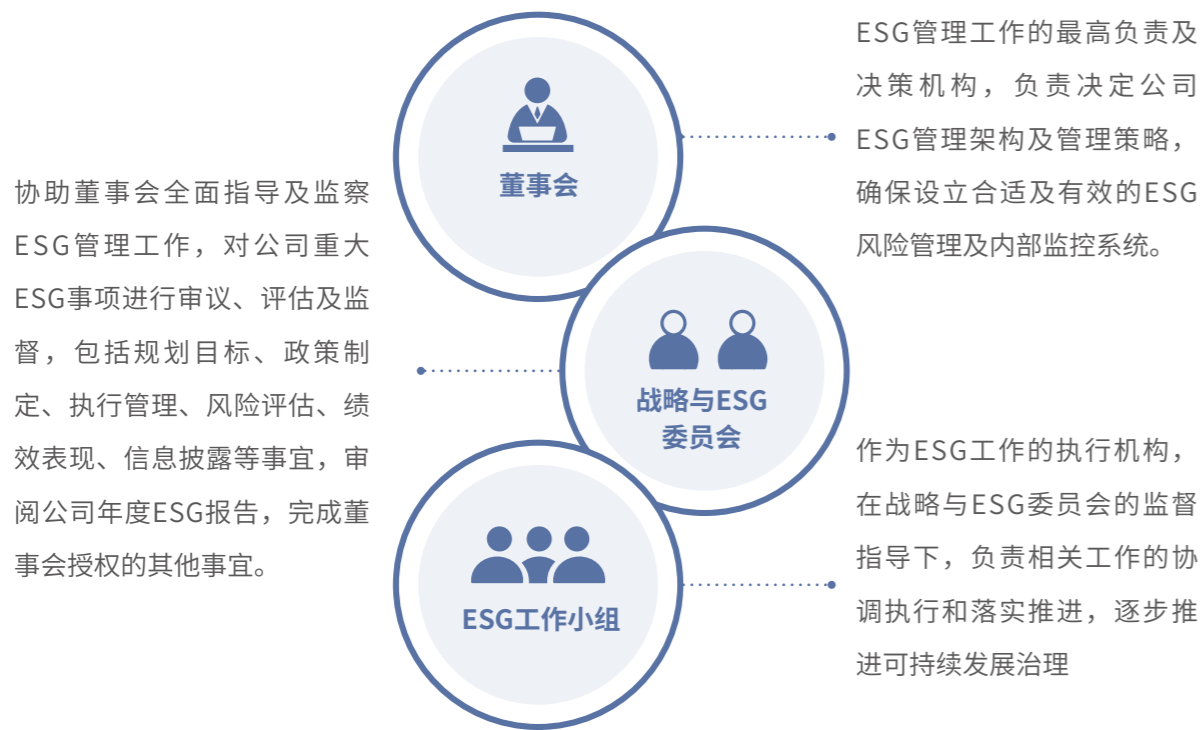 董事会
ESG管理工作的最高负责及
决策机构，负责决定公司
ESG管理架构及管理策略，
确保设立合适及有效的ESG
风险管理及内部监控系统。
战略与ESG
委员会
协助董事会全面指导及监察
ESG管理工作，对公司重大
ESG事项进行审议、评估及监
督，包括规划目标、政策制
定、执行管理、风险评估、绩
效表现、信息披露等事宜，审
阅公司年度ESG报告，完成董
事会授权的其他事宜。
ESG工作小组
作为ESG工作的执行机构，
在战略与ESG委员会的监督
指导下，负责相关工作的协
调执行和落实推进，逐步推
进可持续发展治理